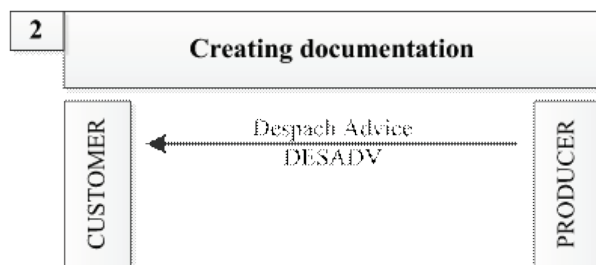 2
Creating documentation
CUSTOMER
Despach Advice
DESADV
PRODUCER